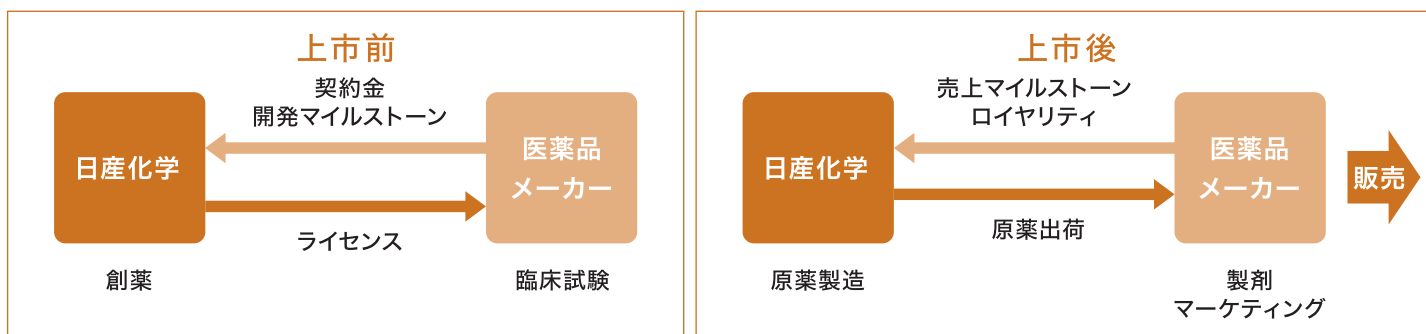 上市前
契約金
開発マイルストーン
日産化学
医薬品
メーカー
ライセンス
創薬
臨床試験
上市後
売上マイルストーン
ロイヤリティ
日産化学
医薬品
メーカー
販売
原薬出荷
原薬製造
製剤
マーケティング